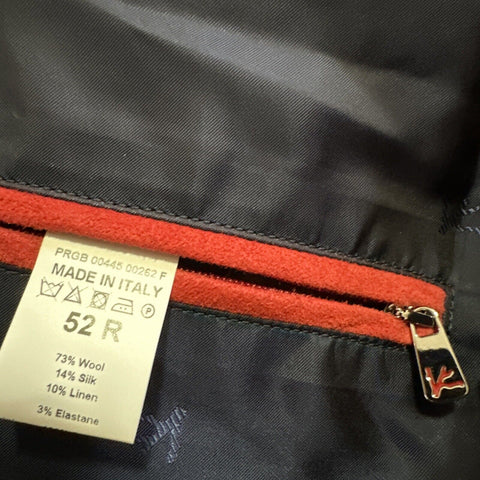 PRGB 00445 00262 F
MADE IN ITALY
P
52 R
73% Wool
14% Silk
10% Linen
3% Elastane